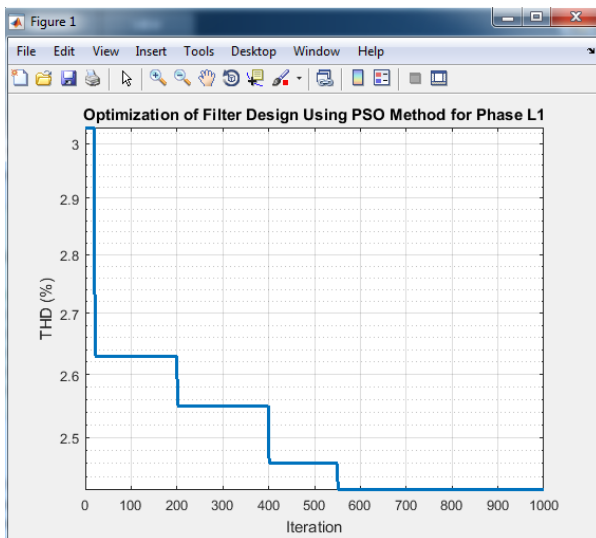 Figure 1
File Edit View Insert Tools Desktop Window Help
Optimization of Filter Design Using PSO Method for Phase L1
3
2.9
2.8
2.7
2.6
2.5
THD (%)
0 100 200 300 400 500 600 700 800 900 1000
Iteration